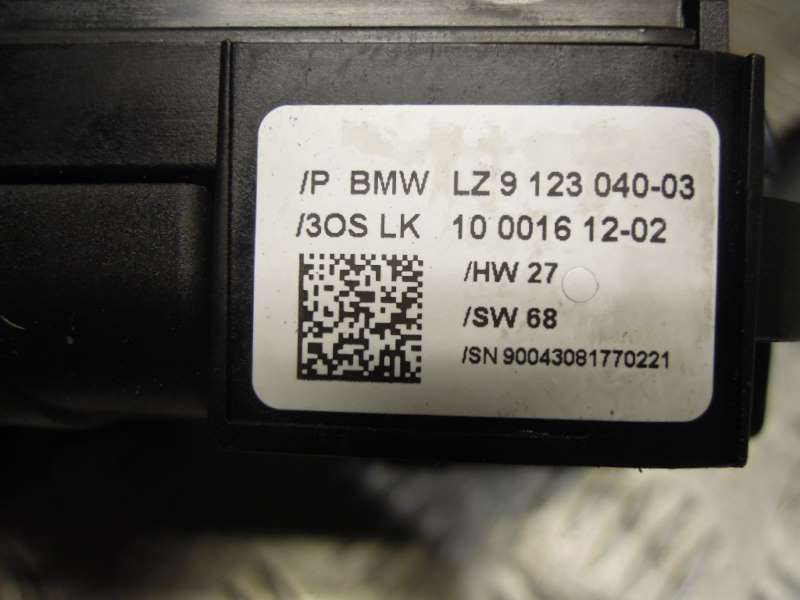 /P BMW LZ 9 123 040-03
/3OS LK 10 0016 12-02
/HW 27
/SW 68
/SN 90043081770221